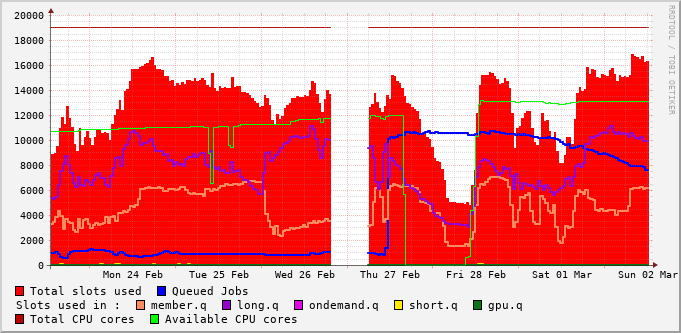 RRDTOOL / TOBI OETIKER
20000
18000
16000
14000
12000
10000
8000
6000
4000
2000
0
Mon 24 Feb Tue 25 Feb Wed 26 Feb Thu 27 Feb Fri 28 Feb Sat 01 Mar Sun 02 Mar
Total slots used Queued Jobs
Slots used in : member.q long.q ondemand.q short.q gpu.q
Total CPU cores Available CPU cores